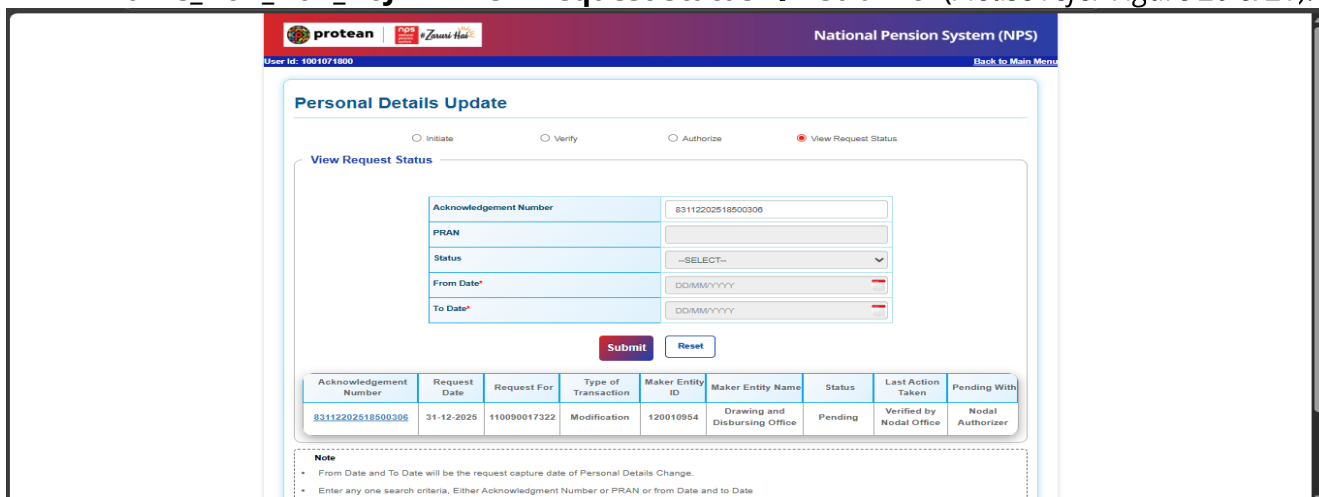 protean nps #Zaruri Hai National Pension System (NPS)
User Id: 1001071800 Back to Main Menu
Personal Details Update
Initiate Verify Authorize View Request Status
View Request Status
Acknowledgement Number 83112202518500306
PRAN
Status --SELECT--
From Date* DD/MM/YYYY
To Date* DD/MM/YYYY
Submit Reset
Acknowledgement Number Request Date Request For Type of Transaction Maker Entity ID Maker Entity Name Status Last Action Taken Pending With
83112202518500306 31-12-2025 110090017322 Modification 120010954 Drawing and Disbursing Office Pending Verified by Nodal Office Nodal Authorizer
Note
• From Date and To Date will be the request capture date of Personal Details Change.
• Enter any one search criteria, Either Acknowledgment Number or PRAN or from Date and to Date